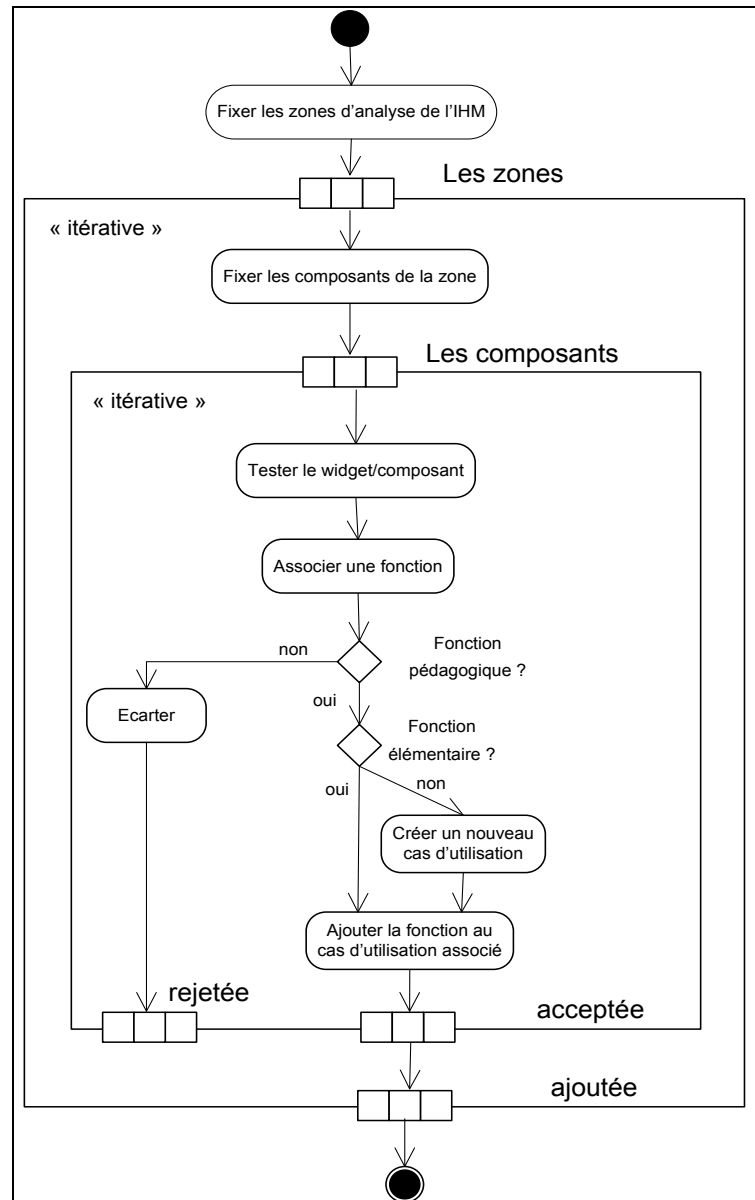 Fixer les zones d'analyse de l'IHM
Les zones
« itérative »
Fixer les composants de la zone
Les composants
« itérative »
Tester le widget/composant
Associer une fonction
non
Fonction
pédagogique ?
Ecarter
oui
Fonction
élémentaire ?
oui
non
Créer un nouveau
cas d'utilisation
Ajouter la fonction au
cas d'utilisation associé
rejetée
acceptée
ajoutée